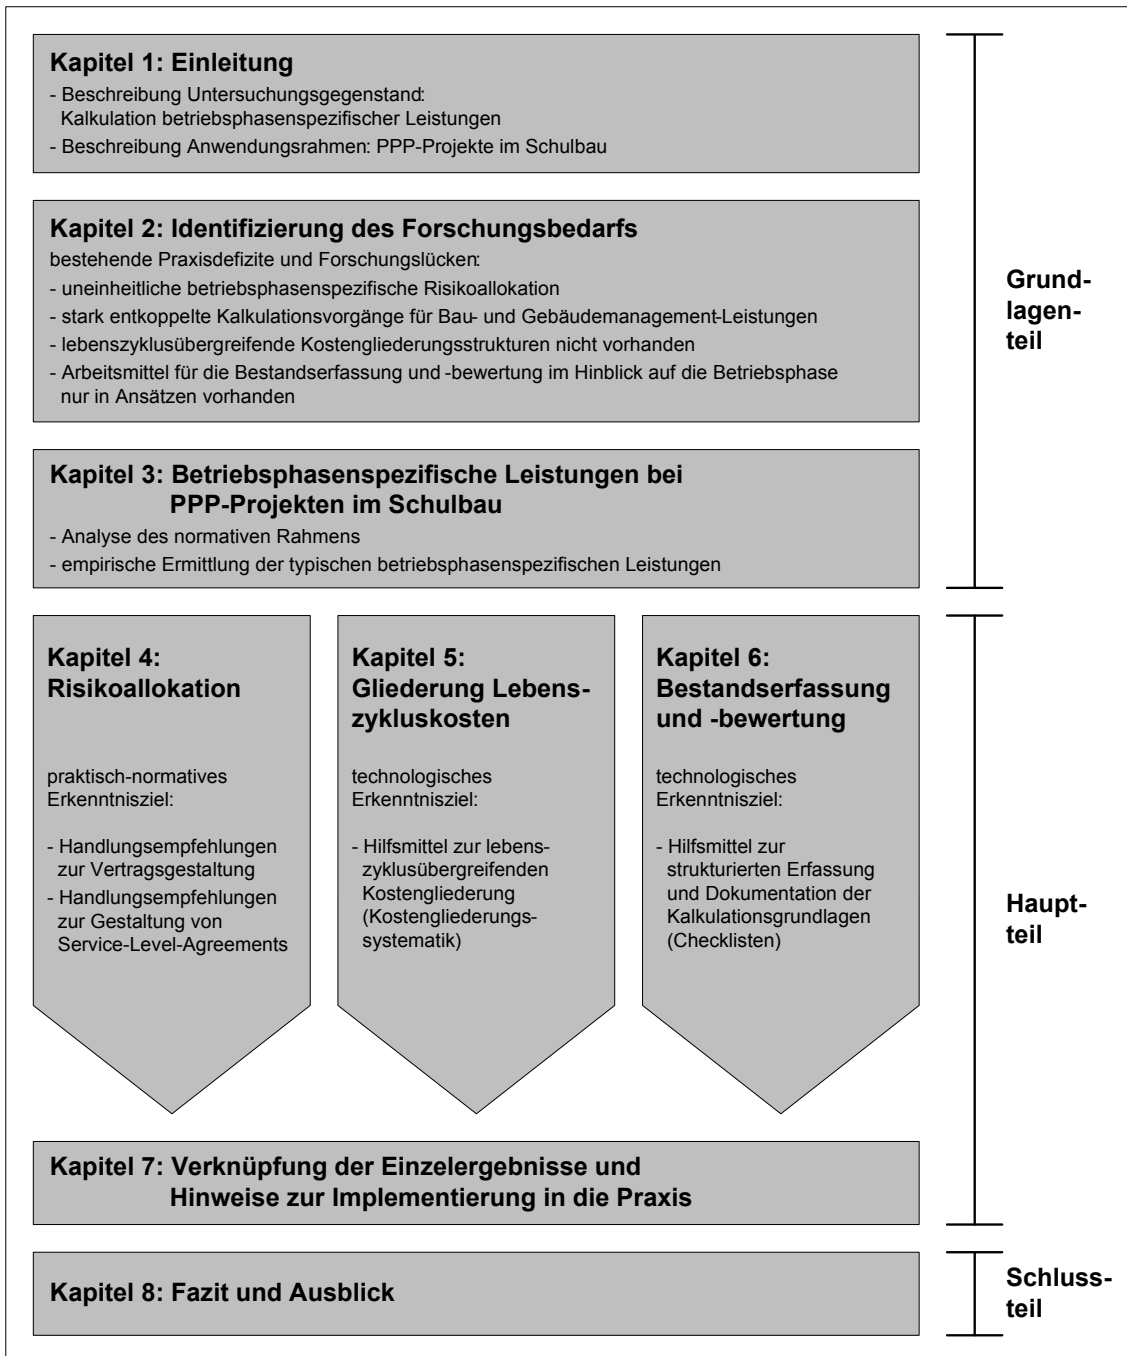 Kapitel 1: Einleitung
- Beschreibung Untersuchungsgegenstand:
Kalkulation betriebsphasenspezifischer Leistungen
- Beschreibung Anwendungsrahmen: PPP-Projekte im Schulbau
Kapitel 2: Identifizierung des Forschungsbedarfs
bestehende Praxisdefizite und Forschungslücken:
- uneinheitliche betriebsphasenspezifische Risikoallokation
- stark entkoppelte Kalkulationsvorgänge für Bau- und Gebäudemanagement-Leistungen
- lebenszyklusübergreifende Kostengliederungsstrukturen nicht vorhanden
- Arbeitsmittel für die Bestandserfassung und -bewertung im Hinblick auf die Betriebsphase
nur in Ansätzen vorhanden
Kapitel 3: Betriebsphasenspezifische Leistungen bei
PPP-Projekten im Schulbau
- Analyse des normativen Rahmens
- empirische Ermittlung der typischen betriebsphasenspezifischen Leistungen
Grund-
lagen-
teil
Kapitel 4:
Risikoallokation
praktisch-normatives
Erkenntnisziel:
- Handlungsempfehlungen
zur Vertragsgestaltung
- Handlungsempfehlungen
zur Gestaltung von
Service-Level-Agreements
Kapitel 5:
Gliederung Lebens-
zykluskosten
technologisches
Erkenntnisziel:
- Hilfsmittel zur lebens-
zyklusübergreifenden
Kostengliederung
(Kostengliederungs-
systematik)
Kapitel 6:
Bestandserfassung
und -bewertung
technologisches
Erkenntnisziel:
- Hilfsmittel zur
strukturierten Erfassung
und Dokumentation der
Kalkulationsgrundlagen
(Checklisten)
Kapitel 7: Verknüpfung der Einzelergebnisse und
Hinweise zur Implementierung in die Praxis
Haupt-
teil
Kapitel 8: Fazit und Ausblick
Schluss-
teil